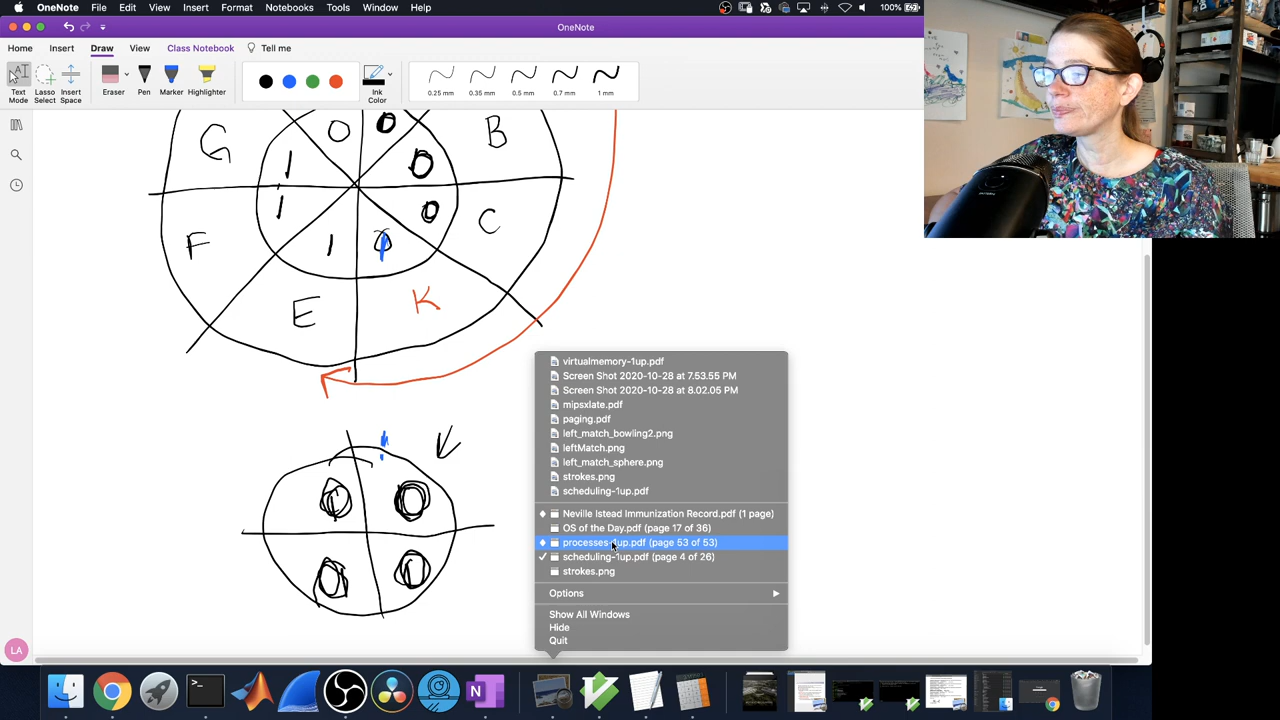 OneNote File Edit View Insert Format Notebooks Tools Window Help 100%
OneNote
Home Insert Draw View Class Notebook Tell me
Text Mode
Lasso Select
Insert Space
Eraser
Pen
Marker
Highlighter
Ink Color
0.25 mm 0.35 mm 0.5 mm 0.7 mm 1 mm
G 0 0 B
1 0
1 0 C
F 1 0
E K
virtualmemory-1up.pdf
Screen Shot 2020-10-28 at 7.53.55 PM
Screen Shot 2020-10-28 at 8.02.05 PM
mipsxlate.pdf
paging.pdf
left_match_bowling2.png
leftMatch.png
left_match_sphere.png
strokes.png
scheduling-1up.pdf
Neville Istead Immunization Record.pdf (1 page)
OS of the Day.pdf (page 17 of 36)
processes-1up.pdf (page 53 of 53)
scheduling-1up.pdf (page 4 of 26)
strokes.png
Options
Show All Windows
Hide
Quit
LA